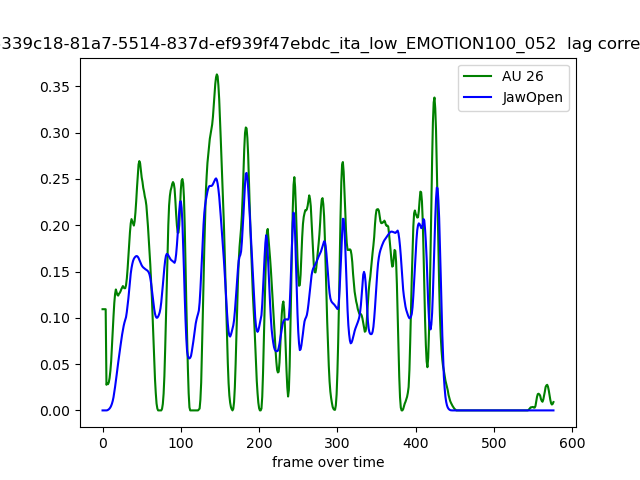 339c18-81a7-5514-837d-ef939f47ebdc_ita_low_EMOTION100_052 lag corre
AU 26
JawOpen
0.35
0.30
0.25
0.20
0.15
0.10
0.05
0.00
0 100 200 300 400 500 600
frame over time